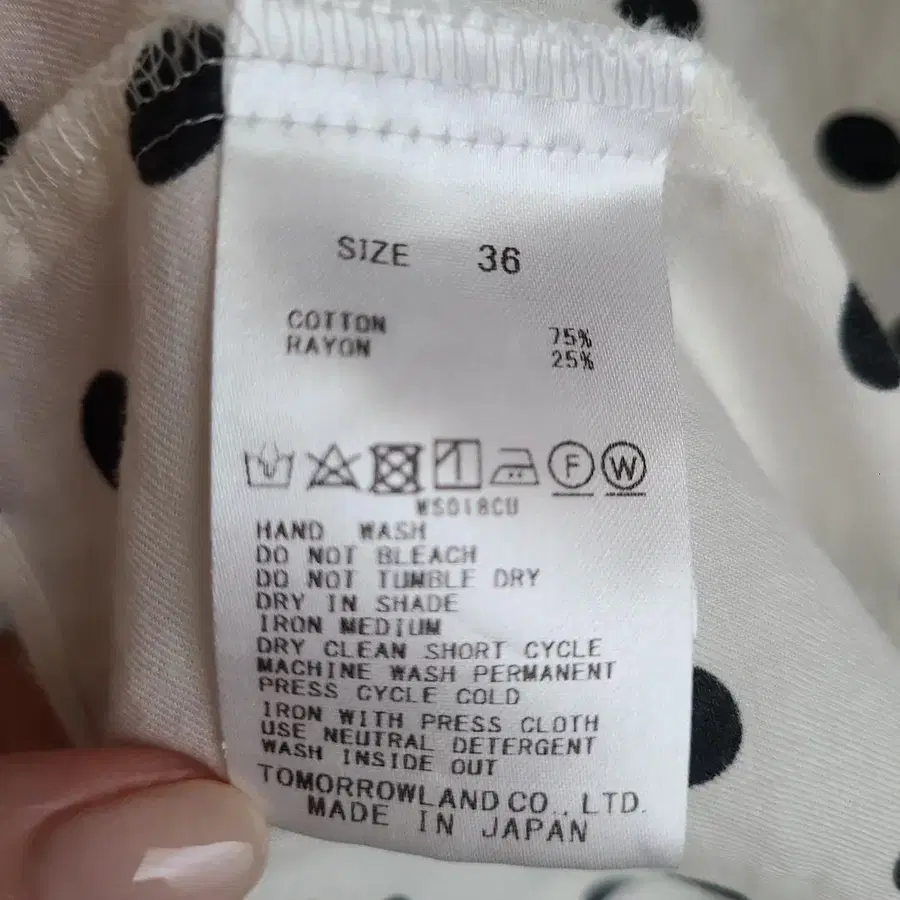 SIZE 36
COTTON 75%
RAYON 25%
F W
WS018CU
HAND WASH
DO NOT BLEACH
DO NOT TUMBLE DRY
DRY IN SHADE
IRON MEDIUM
DRY CLEAN SHORT CYCLE
MACHINE WASH PERMANENT
PRESS CYCLE COLD
IRON WITH PRESS CLOTH
USE NEUTRAL DETERGENT
WASH INSIDE OUT
TOMORROWLAND CO., LTD.
MADE IN JAPAN